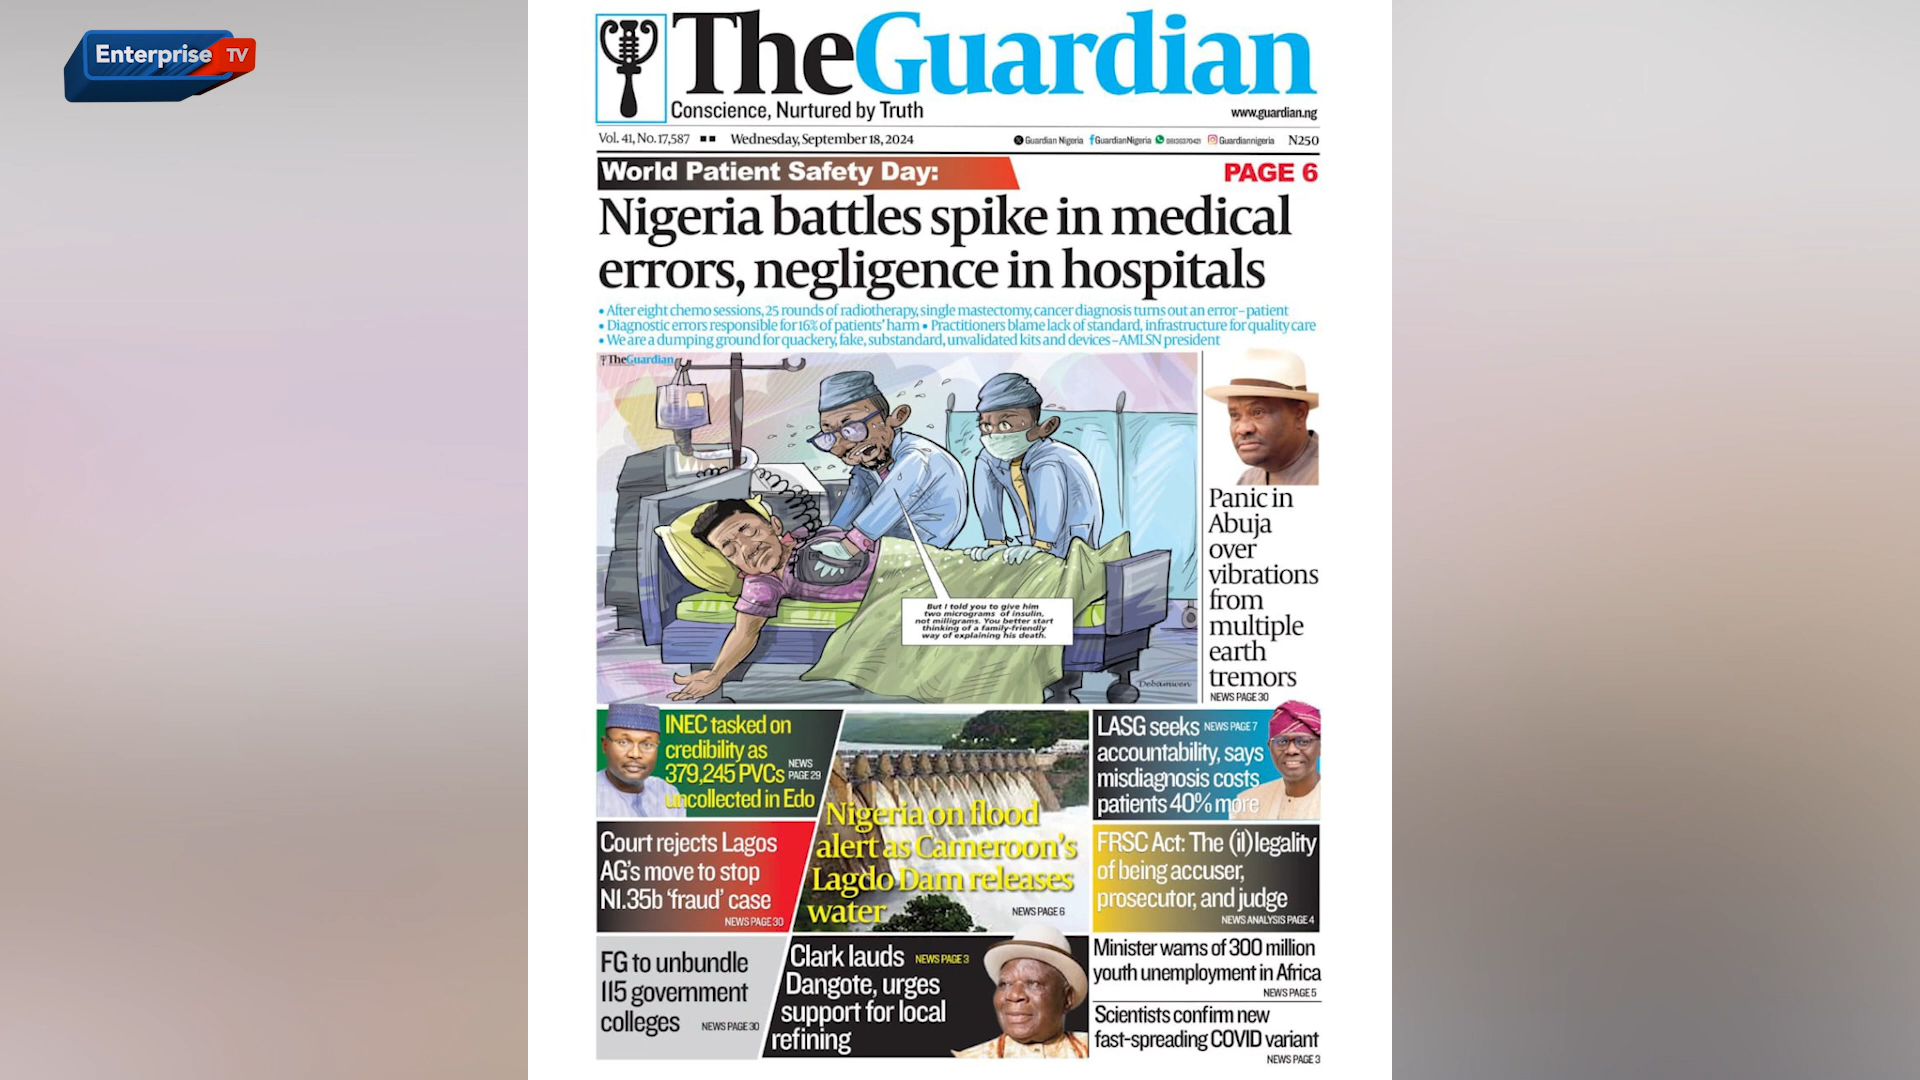 Enterprise TV
TheGuardian
Conscience, Nurtured by Truth
www.guardian.ng
Vol. 41, No. 17,587 Wednesday, September 18, 2024 Guardian Nigeria GuardianNigeria Guardiannigeria N250
World Patient Safety Day: PAGE 6
Nigeria battles spike in medical
errors, negligence in hospitals
• After eight chemo sessions, 25 rounds of radiotherapy, single mastectomy, cancer diagnosis turns out an error – patient
• Diagnostic errors responsible for 16% of patients' harm • Practitioners blame lack of standard, infrastructure for quality care
• We are a dumping ground for quackery, fake, substandard, unvalidated kits and devices – AMLSN president
TheGuardian
But I told you to give him
two micrograms of insulin,
not milligrams. You better start
thinking of a family-friendly
way of explaining his death.
Debamwen
Panic in
Abuja
over
vibrations
from
multiple
earth
tremors
NEWS PAGE 30
INEC tasked on
credibility as
379,245 PVCs
uncollected in Edo
NEWS
PAGE 29
Nigeria on flood
alert as Cameroon's
Lagdo Dam releases
water
NEWS PAGE 6
LASG seeks NEWS PAGE 7
accountability, says
misdiagnosis costs
patients 40% more
Court rejects Lagos
AG's move to stop
N1.35b 'fraud' case
NEWS PAGE 30
FRSC Act: The (il)legality
of being accuser,
prosecutor, and judge
NEWS ANALYSIS PAGE 4
FG to unbundle
115 government
colleges NEWS PAGE 30
Clark lauds NEWS PAGE 3
Dangote, urges
support for local
refining
Minister warns of 300 million
youth unemployment in Africa
NEWS PAGE 5
Scientists confirm new
fast-spreading COVID variant
NEWS PAGE 3